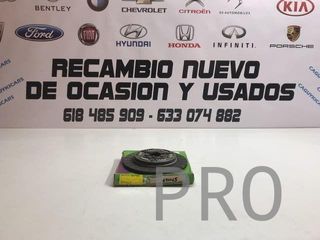 BENTLEY
CHEVROLET
CITROËN
KIA
Ford
FIAT
HYUNDAI
HONDA
INFINITI
PORSCHE
RECAMBIO NUEVO
DE OCASION Y USADOS
618 485 909 - 633 074 882
PRO